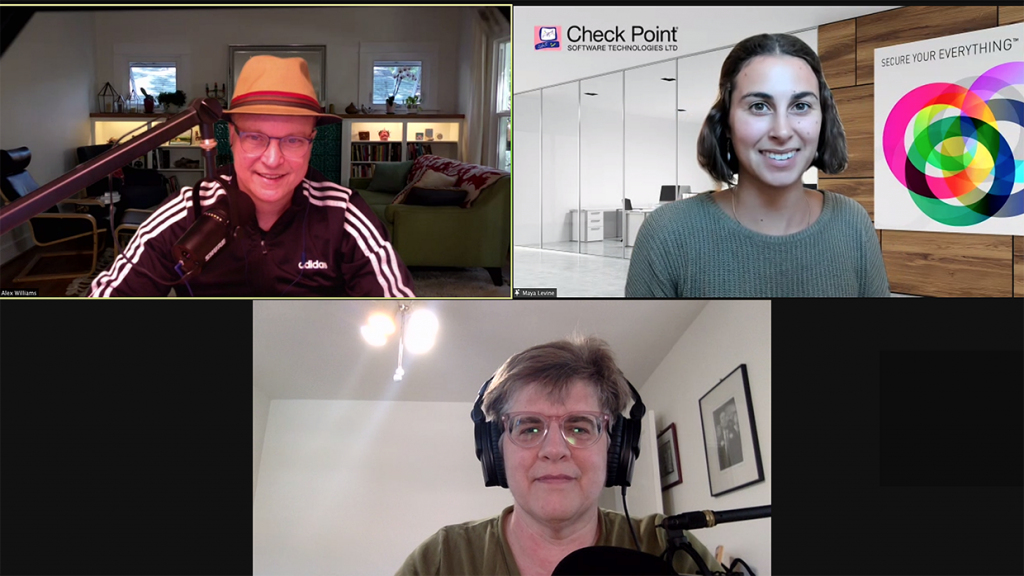 Check Point®
SOFTWARE TECHNOLOGIES LTD
SECURE YOUR EVERYTHING™
adidas
Alex Williams
Maya Levine